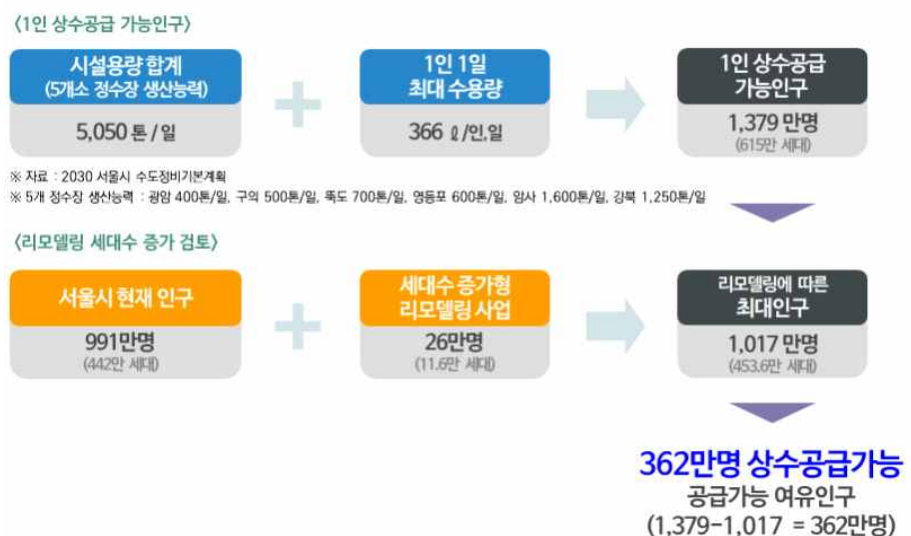 〈1인 상수공급 가능인구〉
시설용량 합계
(5개소 정수장 생산능력)
5,050 톤 / 일
+
1인 1일
최대 수용량
366 ℓ/인.일
1인 상수공급
가능인구
1,379 만명
(615만 세대)
※ 자료 : 2030 서울시 수도정비기본계획
※ 5개 정수장 생산능력 : 광암 400톤/일, 구의 500톤/일, 뚝도 700톤/일, 영등포 600톤/일, 암사 1,600톤/일, 강북 1,250톤/일
〈리모델링 세대수 증가 검토〉
서울시 현재 인구
991만명
(442만 세대)
+
세대수 증가형
리모델링 사업
26만명
(11.6만 세대)
리모델링에 따른
최대인구
1,017 만명
(453.6만 세대)
362만명 상수공급가능
공급가능 여유인구
(1,379-1,017 = 362만명)